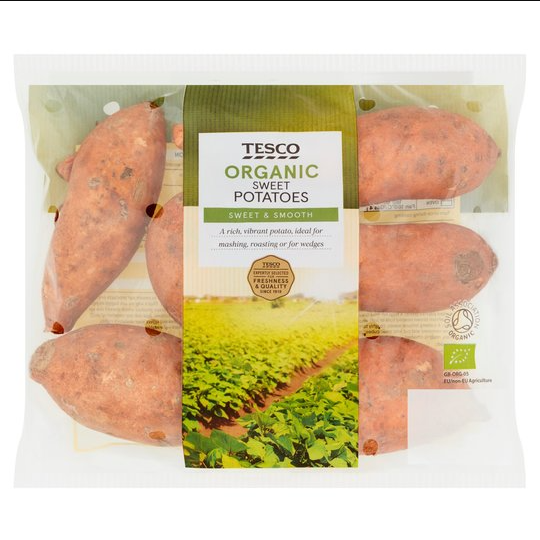 TESCO
ORGANIC
SWEET
POTATOES
SWEET & SMOOTH
A rich, vibrant potato, ideal for
mashing, roasting or for wedges
TESCO
EXPERTLY SELECTED
FOR
FRESHNESS
& QUALITY
SINCE 1919
SOIL ASSOCIATION
ORGANIC
GB-ORG-05
EU/non-EU Agriculture